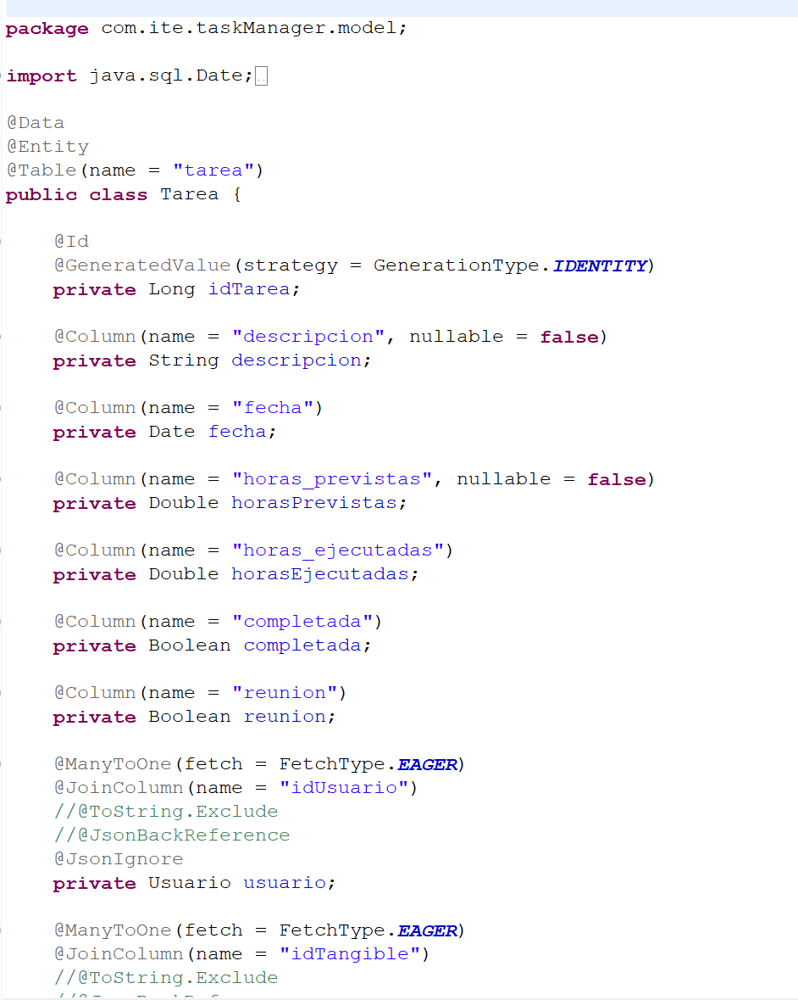 package com.ite.taskManager.model;
import java.sql.Date;
@Data
@Entity
@Table(name = "tarea")
public class Tarea {
@Id
@GeneratedValue(strategy = GenerationType.IDENTITY)
private Long idTarea;
@Column(name = "descripcion", nullable = false)
private String descripcion;
@Column(name = "fecha")
private Date fecha;
@Column(name = "horas_previstas", nullable = false)
private Double horasPrevistas;
@Column(name = "horas_ejecutadas")
private Double horasEjecutadas;
@Column(name = "completada")
private Boolean completada;
@Column(name = "reunion")
private Boolean reunion;
@ManyToOne(fetch = FetchType.EAGER)
@JoinColumn(name = "idUsuario")
//@ToString.Exclude
//@JsonBackReference
@JsonIgnore
private Usuario usuario;
@ManyToOne(fetch = FetchType.EAGER)
@JoinColumn(name = "idTangible")
//@ToString.Exclude